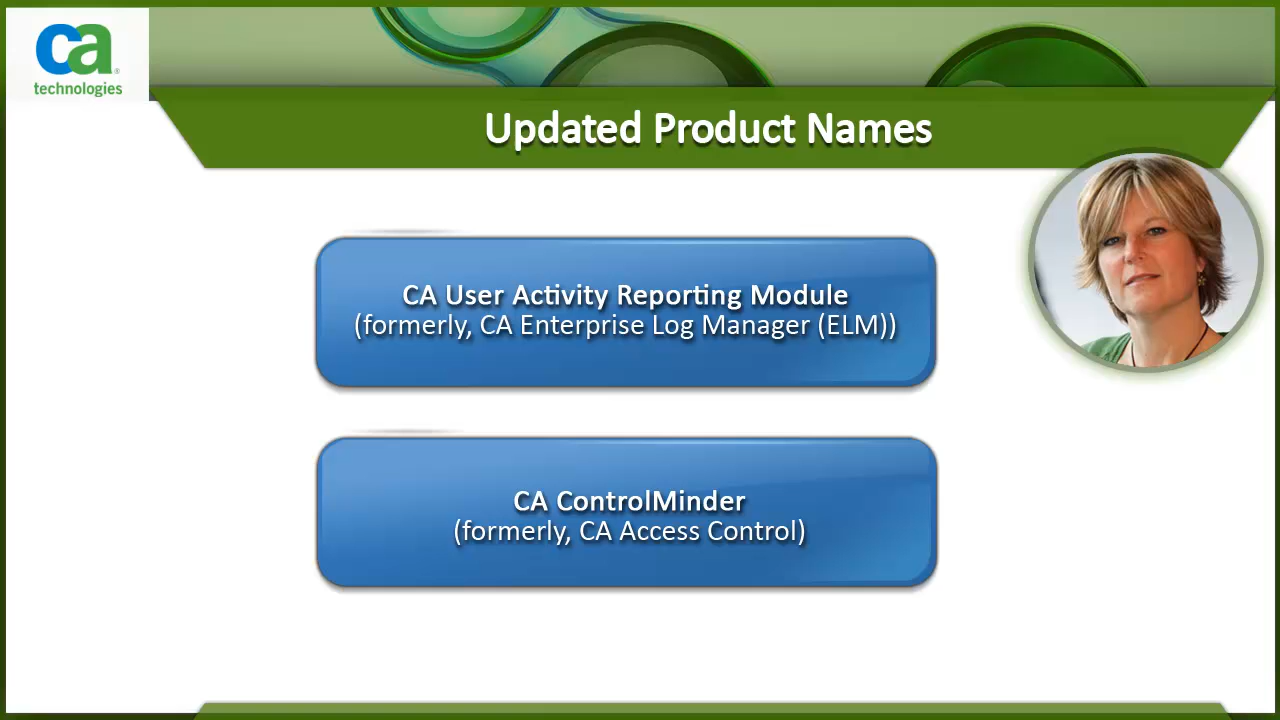 ca
technologies
Updated Product Names
CA User Activity Reporting Module
(formerly, CA Enterprise Log Manager (ELM))
CA ControlMinder
(formerly, CA Access Control)